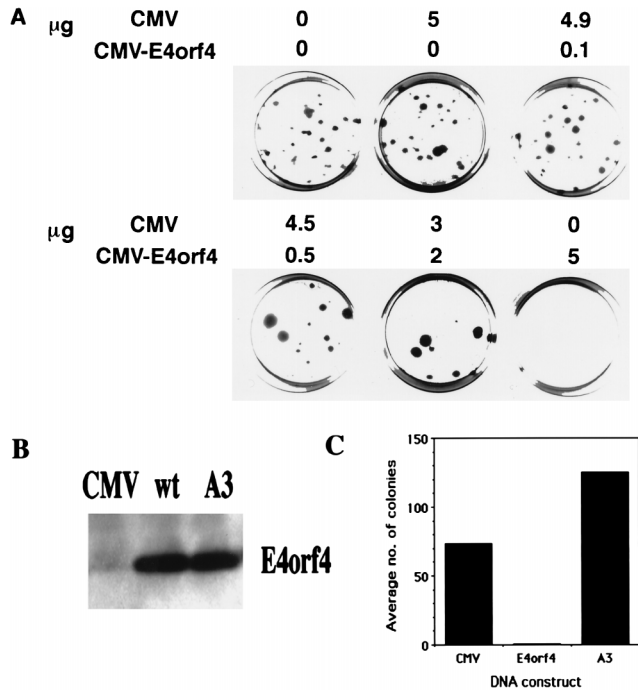 A
μg CMV 0 5 4.9
CMV-E4orf4 0 0 0.1
μg CMV 4.5 3 0
CMV-E4orf4 0.5 2 5
B
CMV wt A3
E4orf4
C
150
100
50
0
Average no. of colonies
CMV E4orf4 A3
DNA construct